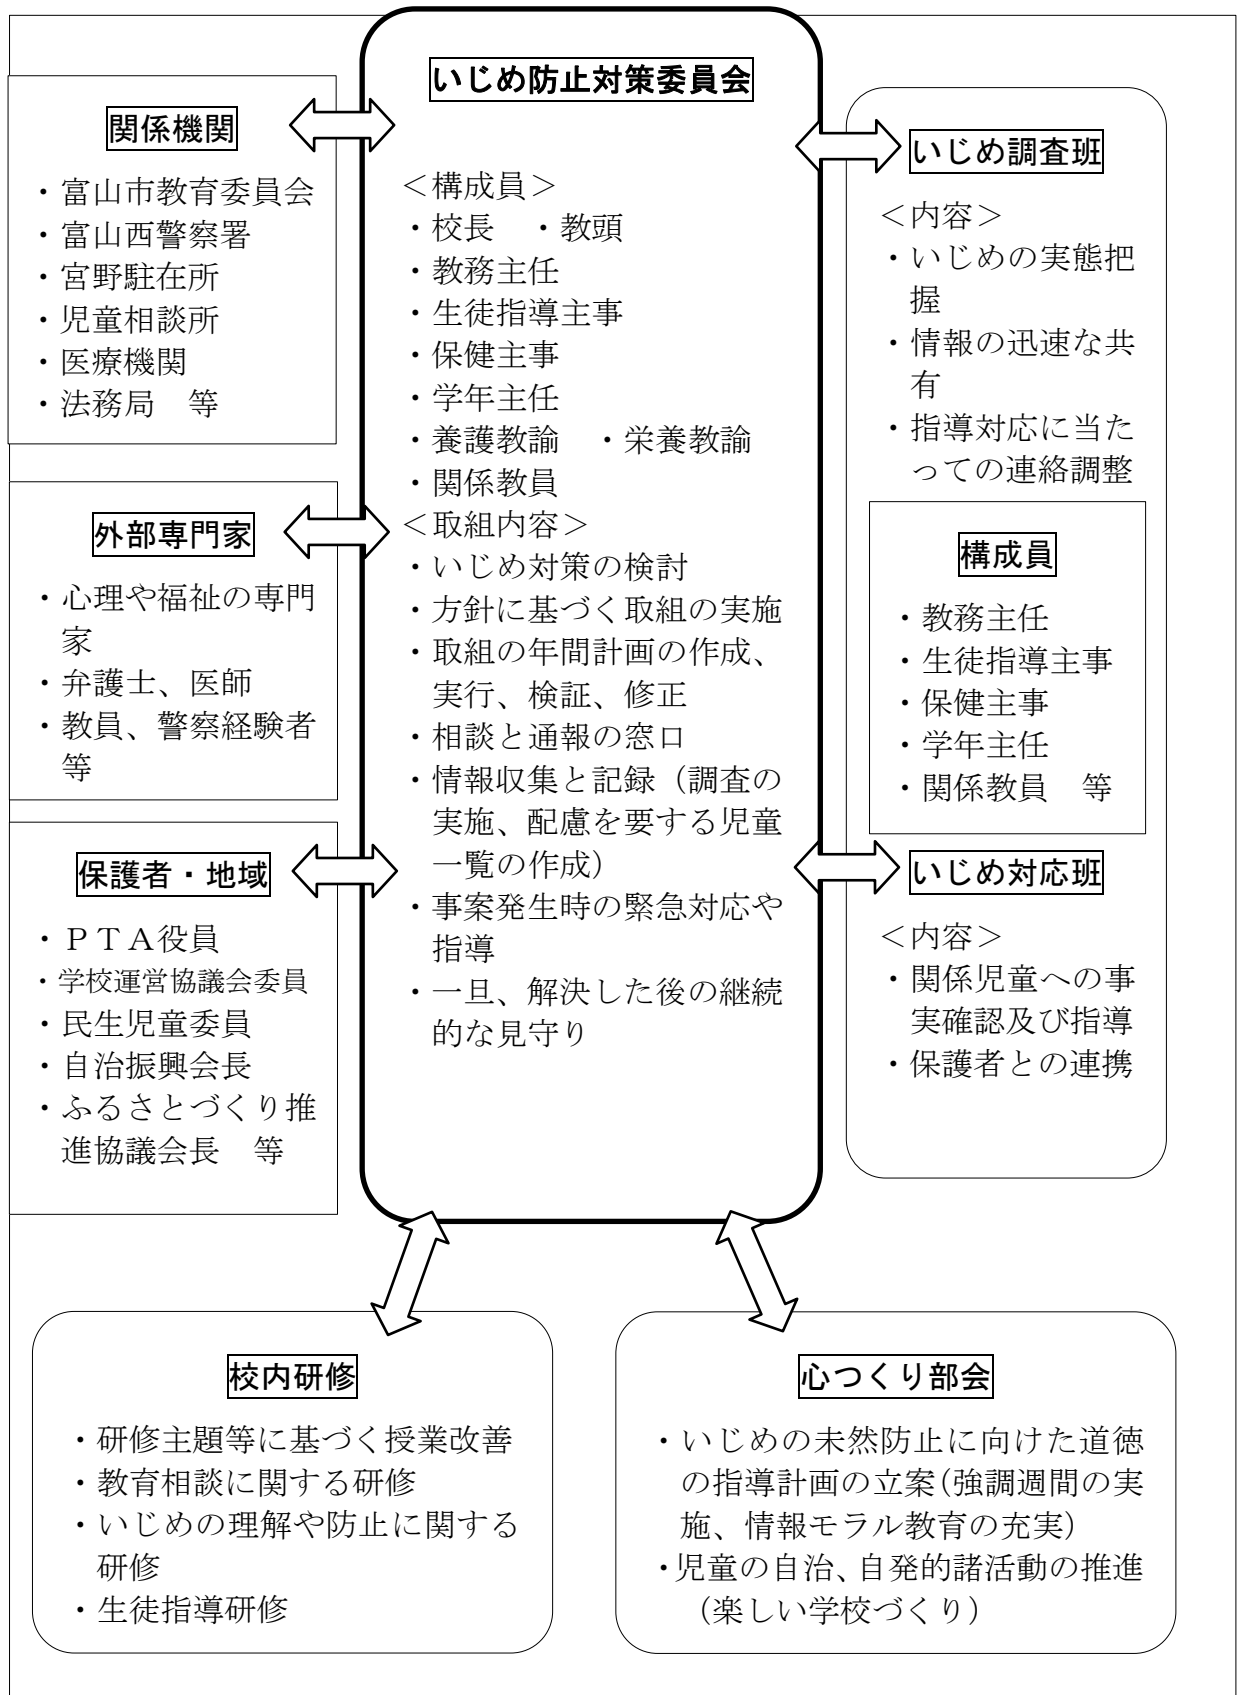 いじめ防止対策委員会
＜構成員＞
・校長　・教頭
・教務主任
・生徒指導主事
・保健主事
・学年主任
・養護教諭　・栄養教諭
・関係教員
＜取組内容＞
・いじめ対策の検討
・方針に基づく取組の実施
・取組の年間計画の作成、
実行、検証、修正
・相談と通報の窓口
・情報収集と記録（調査の
実施、配慮を要する児童
一覧の作成）
・事案発生時の緊急対応や
指導
・一旦、解決した後の継続
的な見守り
関係機関
・富山市教育委員会
・富山西警察署
・宮野駐在所
・児童相談所
・医療機関
・法務局　等
外部専門家
・心理や福祉の専門
家
・弁護士、医師
・教員、警察経験者
等
保護者・地域
・ＰＴＡ役員
・学校運営協議会委員
・民生児童委員
・自治振興会長
・ふるさとづくり推
進協議会長　等
いじめ調査班
＜内容＞
・いじめの実態把
握
・情報の迅速な共
有
・指導対応に当た
っての連絡調整
構成員
・教務主任
・生徒指導主事
・保健主事
・学年主任
・関係教員　等
いじめ対応班
＜内容＞
・関係児童への事
実確認及び指導
・保護者との連携
校内研修
・研修主題等に基づく授業改善
・教育相談に関する研修
・いじめの理解や防止に関する
研修
・生徒指導研修
心つくり部会
・いじめの未然防止に向けた道徳
の指導計画の立案（強調週間の実
施、情報モラル教育の充実）
・児童の自治、自発的諸活動の推進
（楽しい学校づくり）